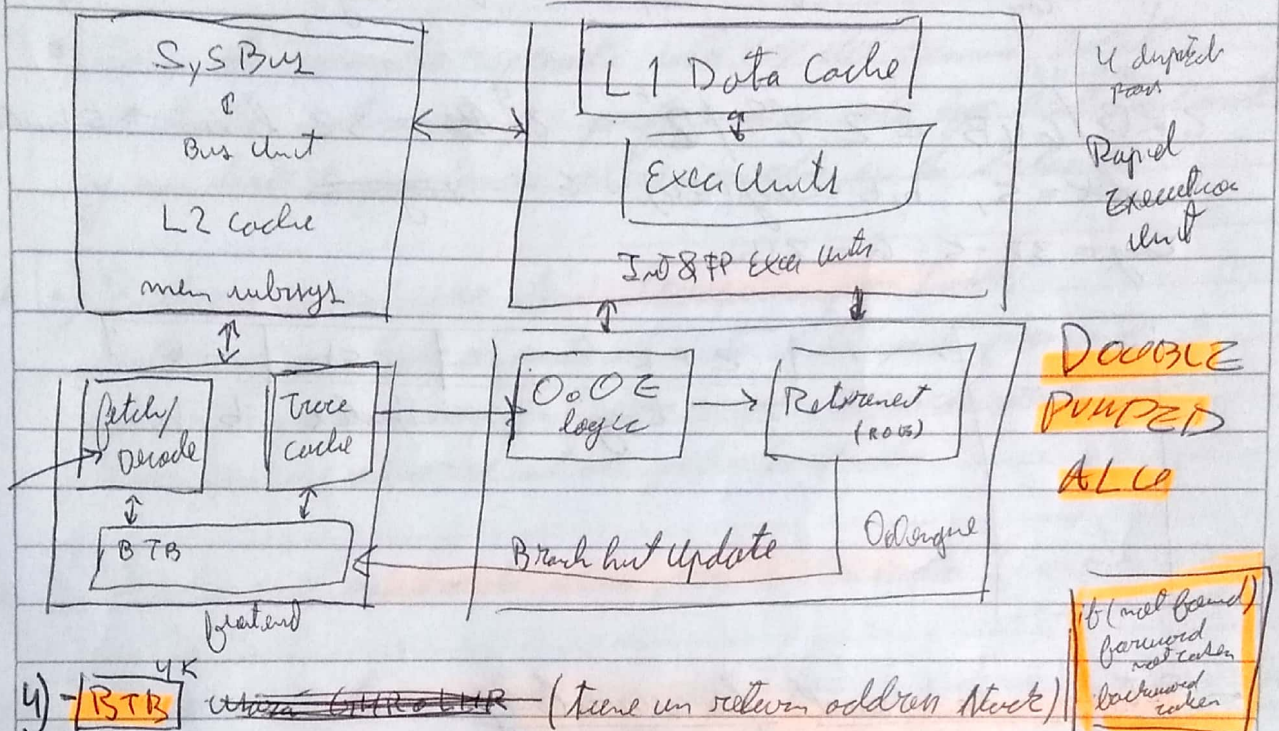 SySBus
Bus Unit
L2 cache
mem subsys
L1 Data Cache
Exec Units
Int & FP Exec units
4 dispatch
Rapid
Execution
Unit
fetch/
Decode
Trace
cache
BTB
frontend
O.O.E
logic
Retirement
(ROB)
Branch hist Update
DOUBLE
PUMPED
ALU
if (not found)
forward
not taken
backward
taken
4K
4) - BTB (tiene un return address stack)